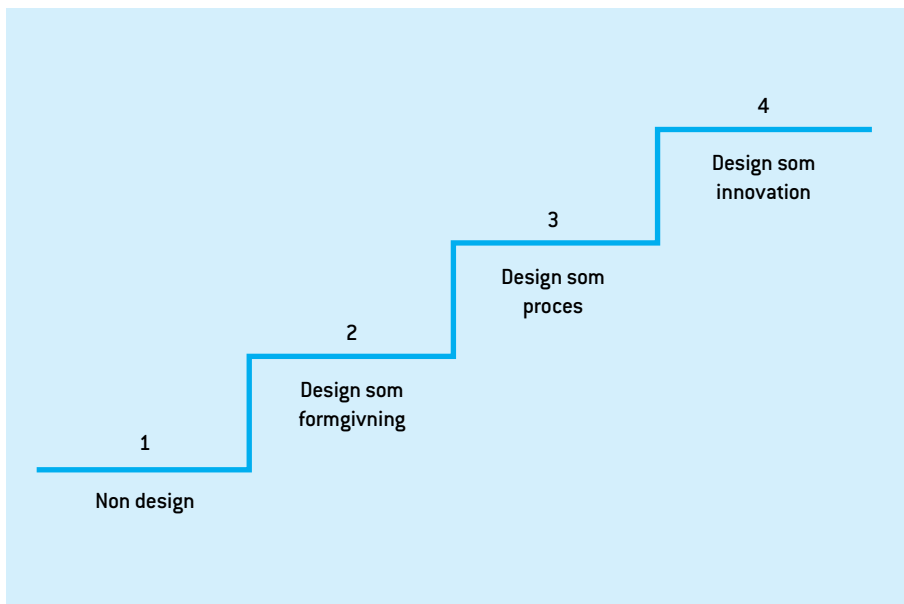 4
Design som
innovation
3
Design som
proces
2
Design som
formgivning
1
Non design